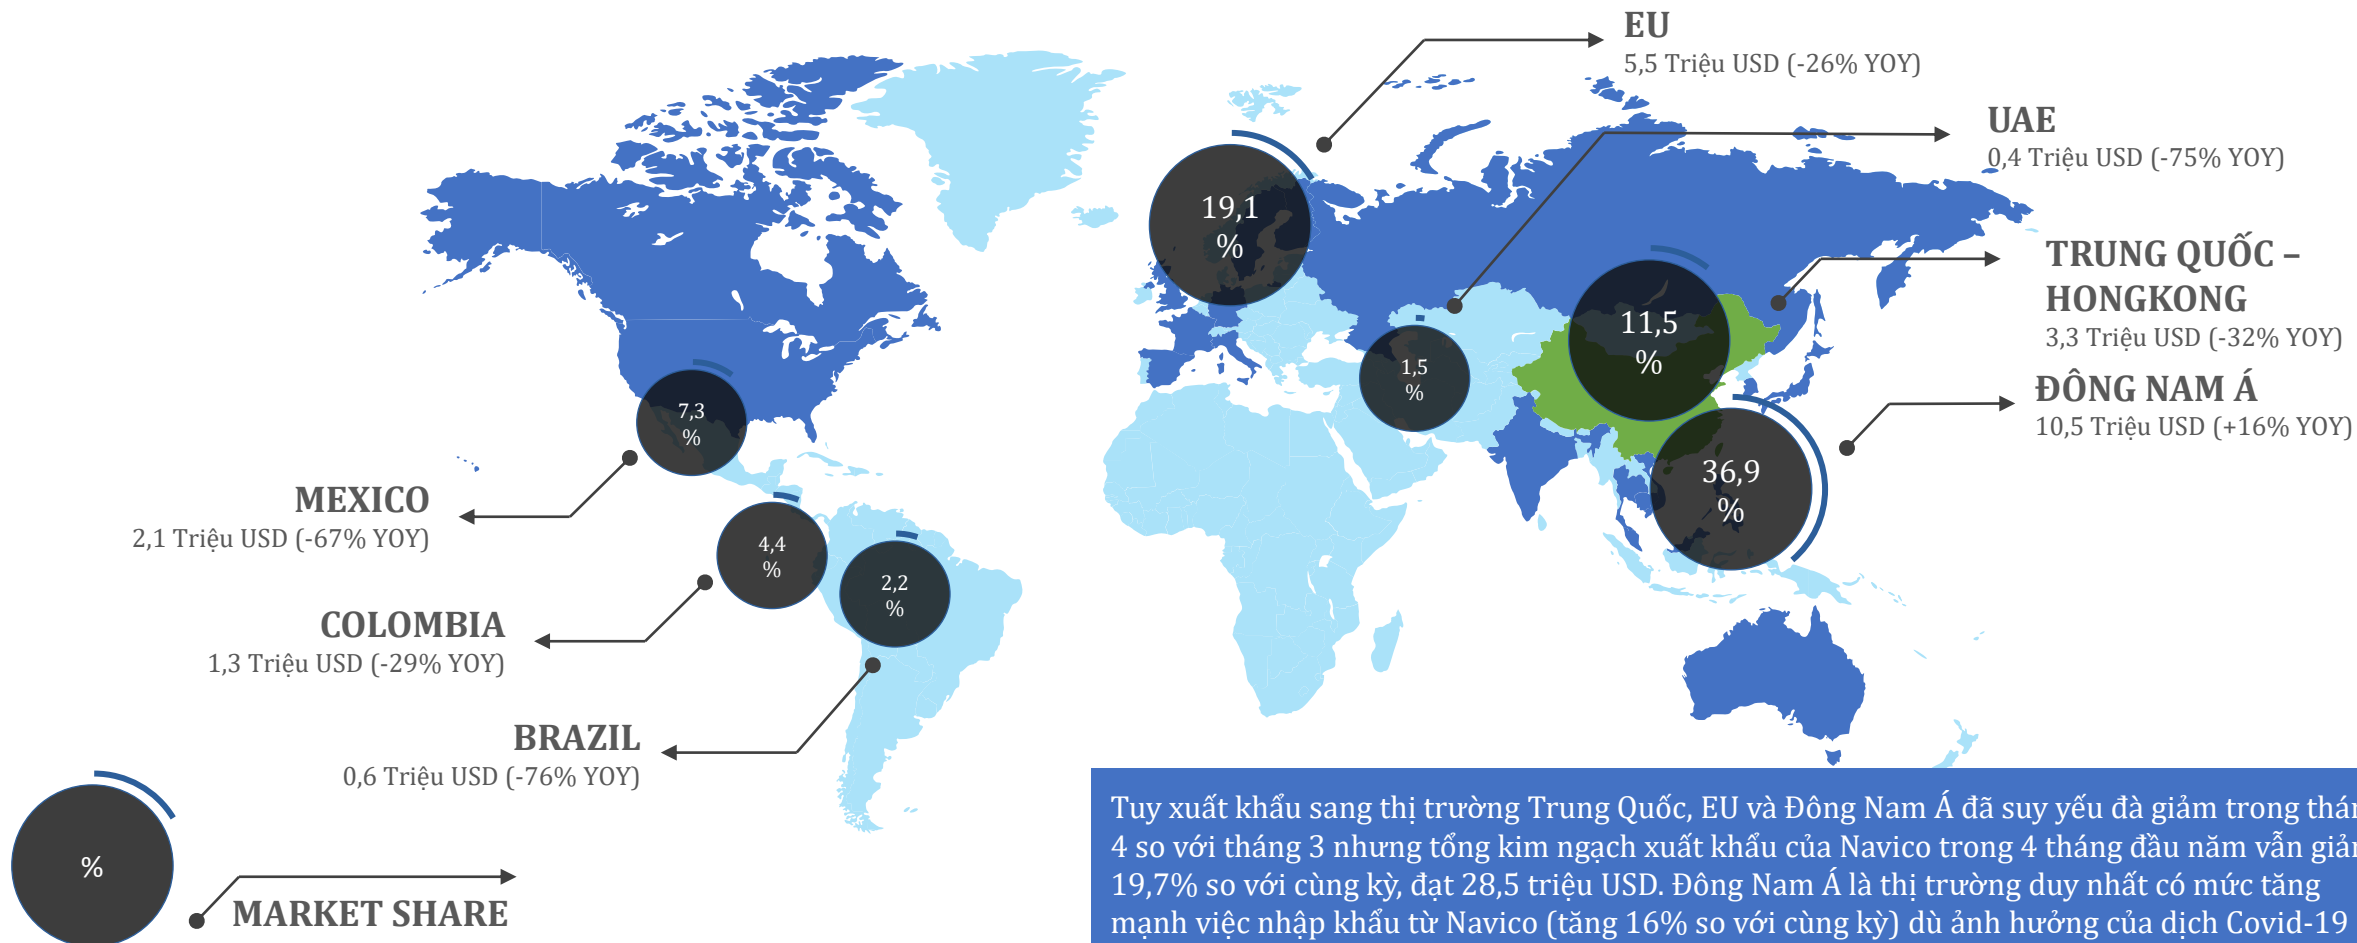 EU
5,5 Triệu USD (-26% YOY)
UAE
0,4 Triệu USD (-75% YOY)
19,1
%
TRUNG QUỐC –
HONGKONG
3,3 Triệu USD (-32% YOY)
11,5
%
1,5
%
ĐÔNG NAM Á
10,5 Triệu USD (+16% YOY)
7,3
%
36,9
%
MEXICO
2,1 Triệu USD (-67% YOY)
4,4
%
2,2
%
COLOMBIA
1,3 Triệu USD (-29% YOY)
BRAZIL
0,6 Triệu USD (-76% YOY)
%
MARKET SHARE
Tuy xuất khẩu sang thị trường Trung Quốc, EU và Đông Nam Á đã suy yếu đà giảm trong
4 so với tháng 3 nhưng tổng kim ngạch xuất khẩu của Navico trong 4 tháng đầu năm vẫn
19,7% so với cùng kỳ, đạt 28,5 triệu USD. Đông Nam Á là thị trường duy nhất có mức tăng
mạnh việc nhập khẩu từ Navico (tăng 16% so với cùng kỳ) dù ảnh hưởng của dịch Covid-19